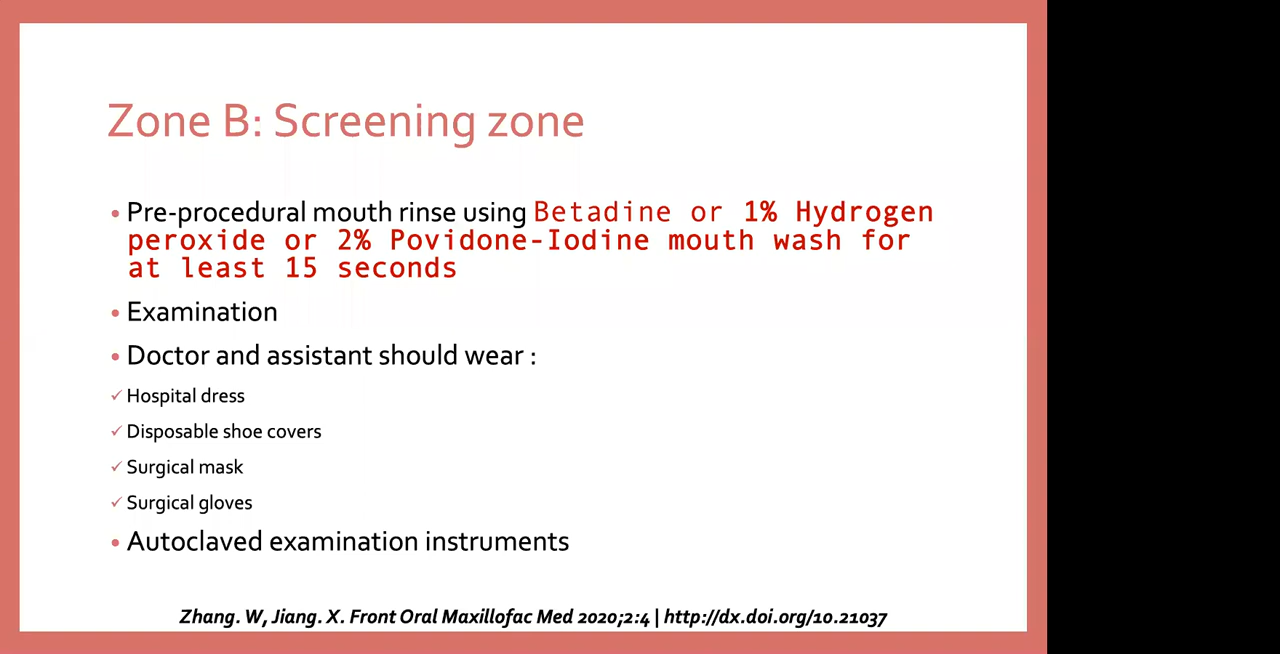 Zone B: Screening zone
• Pre-procedural mouth rinse using Betadine or 1% Hydrogen
peroxide or 2% Povidone-Iodine mouth wash for
at least 15 seconds
• Examination
• Doctor and assistant should wear :
✓ Hospital dress
✓ Disposable shoe covers
✓ Surgical mask
✓ Surgical gloves
• Autoclaved examination instruments
Zhang. W, Jiang. X. Front Oral Maxillofac Med 2020;2:4 | http://dx.doi.org/10.21037